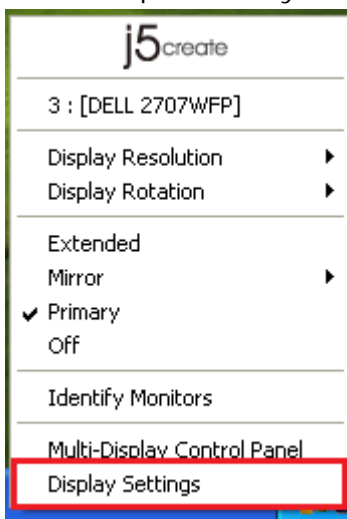 j5create
3 : [DELL 2707WFP]
Display Resolution
Display Rotation
Extended
Mirror
Primary
Off
Identify Monitors
Multi-Display Control Panel
Display Settings